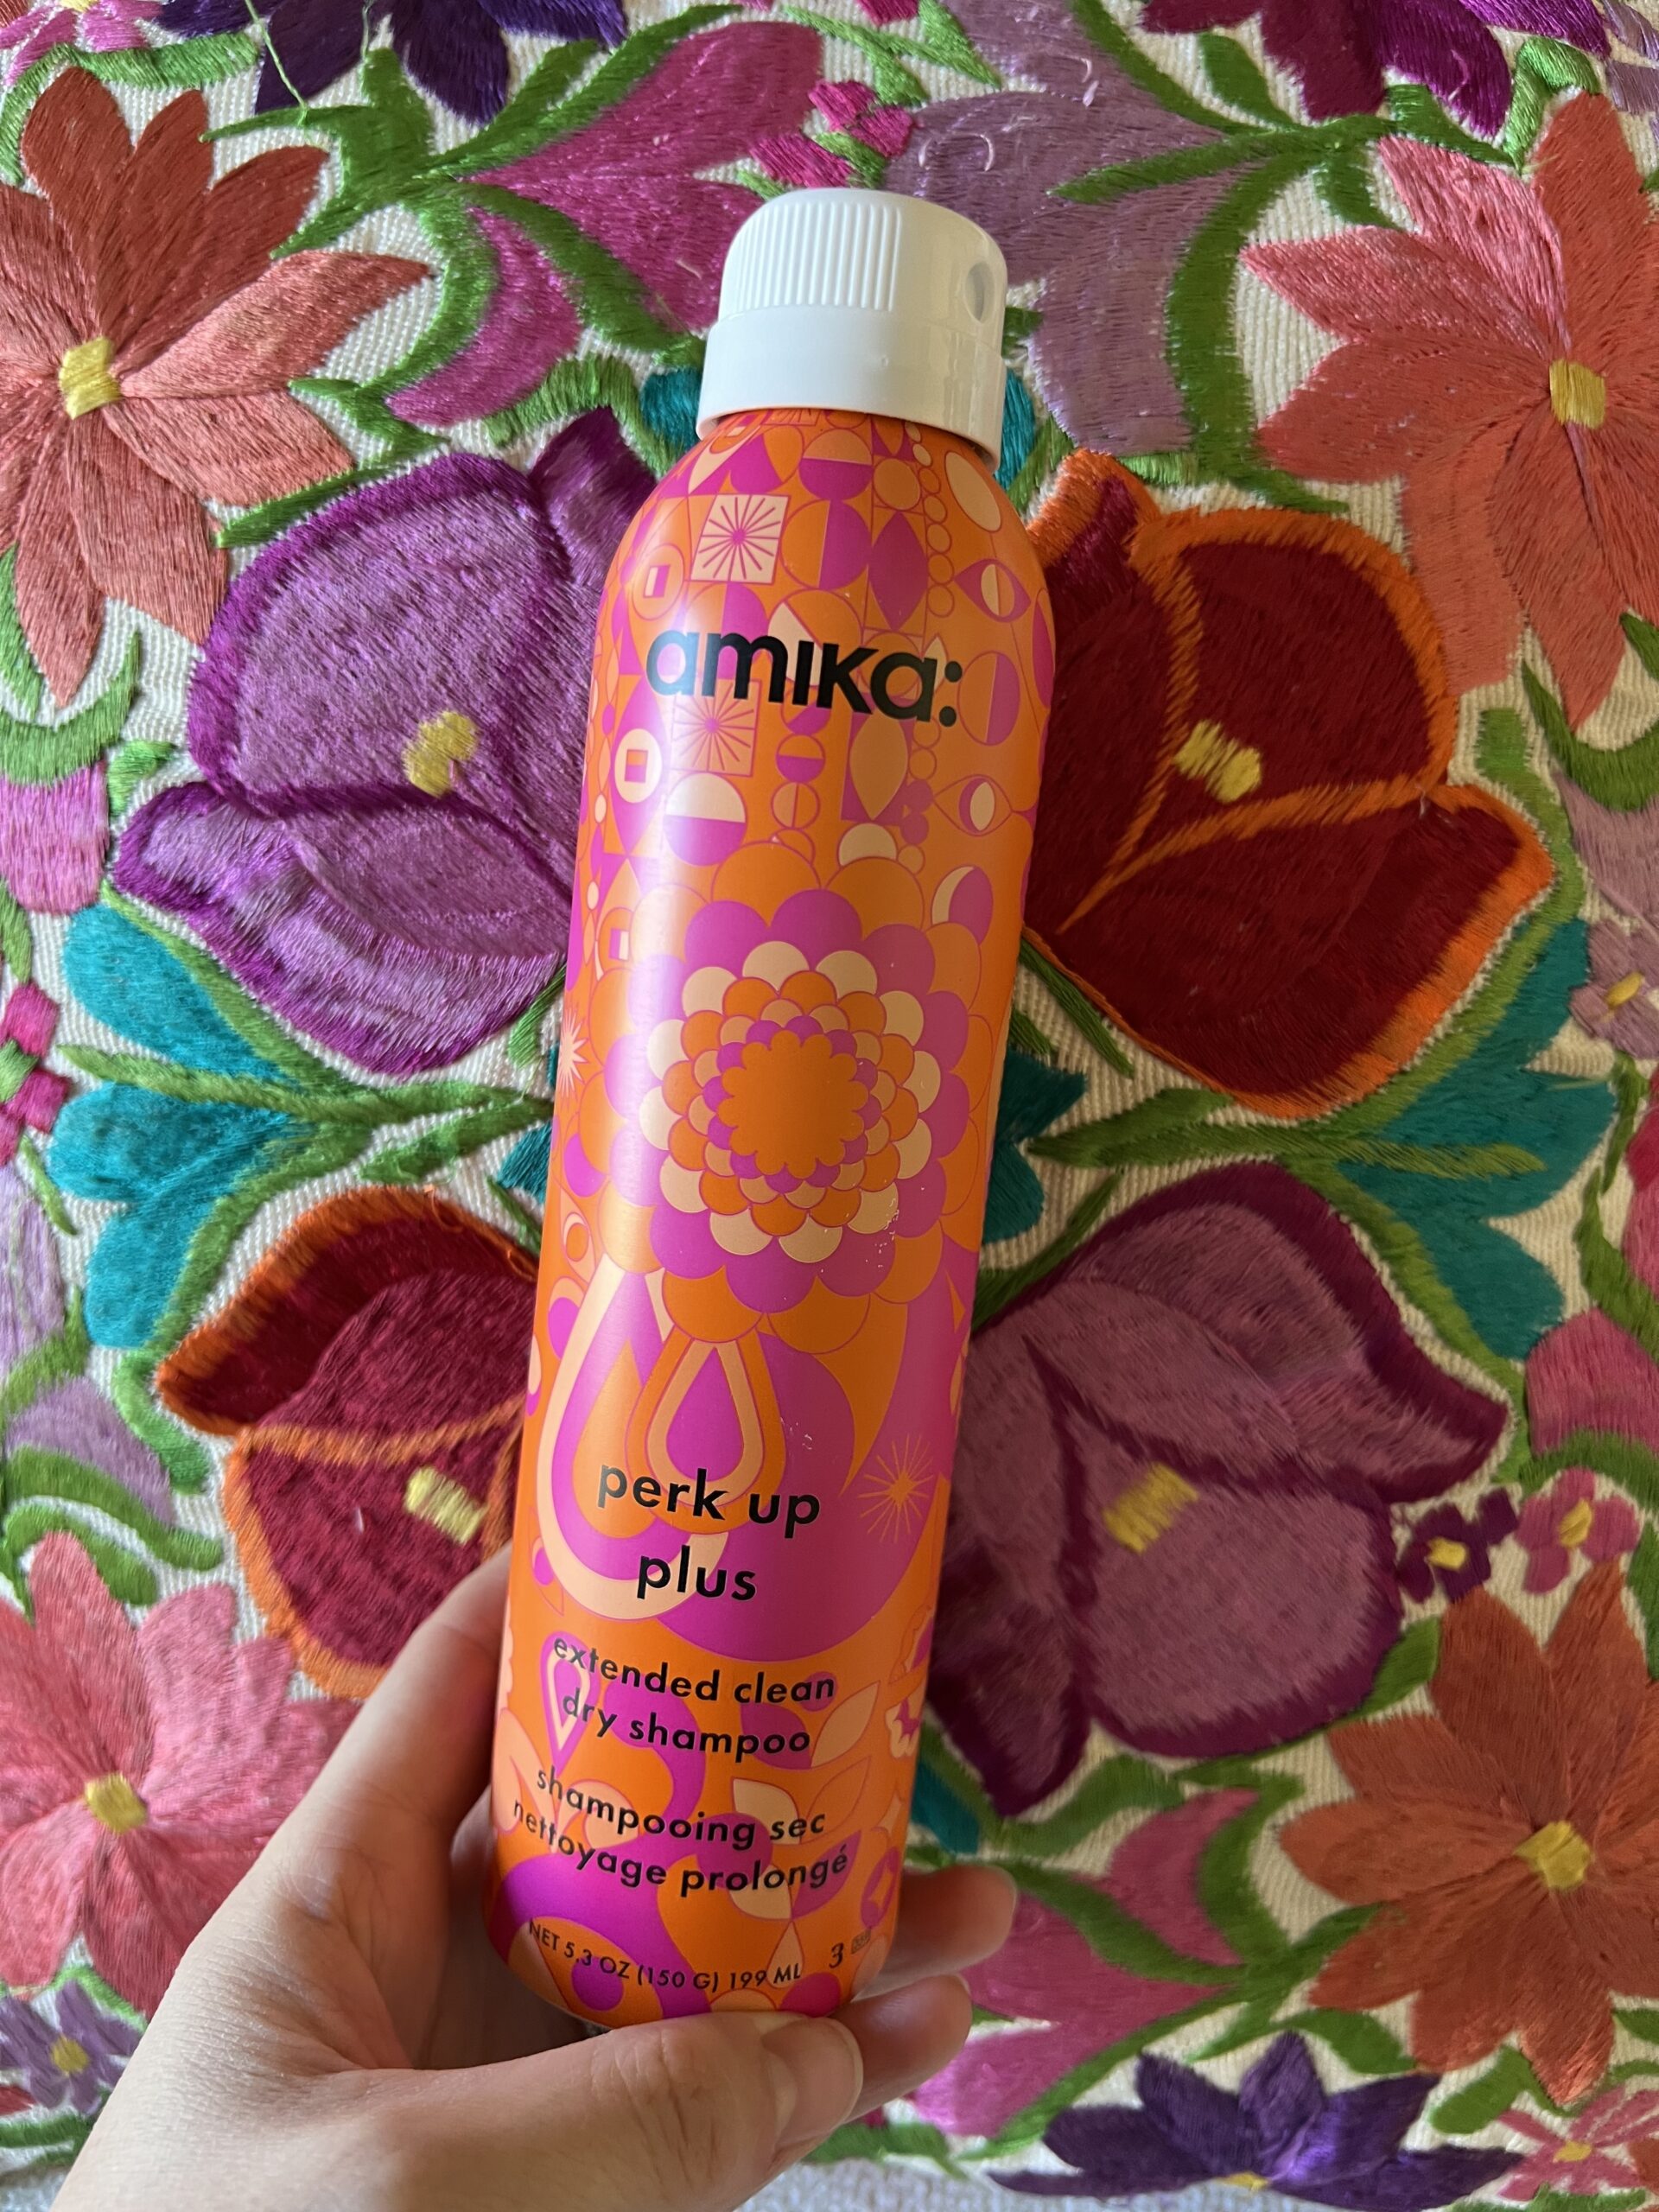 amika:
perk up
plus
extended clean
dry shampoo
shampooing sec
nettoyage prolongé
NET 5.3 OZ (150 G) 199 ML 3